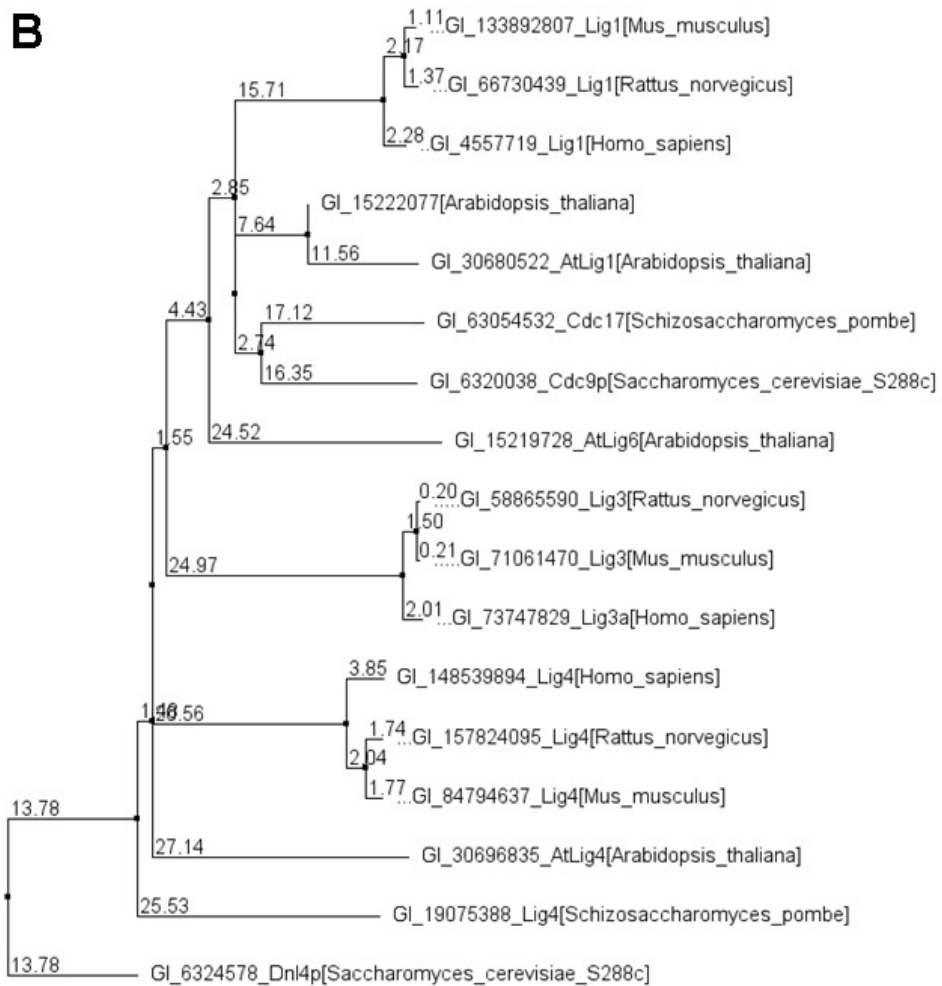 B
1.11 ...GI_133892807_Lig1[Mus_musculus]
2.17
1.37 ...GI_66730439_Lig1[Rattus_norvegicus]
15.71
2.28 ..GI_4557719_Lig1[Homo_sapiens]
2.85
GI_15222077[Arabidopsis_thaliana]
7.64
11.56 GI_30680522_AtLig1[Arabidopsis_thaliana]
4.43
17.12 GI_63054532_Cdc17[Schizosaccharomyces_pombe]
2.74
16.35 GI_6320038_Cdc9p[Saccharomyces_cerevisiae_S288c]
1.55
24.52 GI_15219728_AtLig6[Arabidopsis_thaliana]
0.20 .....GI_58865590_Lig3[Rattus_norvegicus]
1.50
0.21 .....GI_71061470_Lig3[Mus_musculus]
24.97
2.01 ...GI_73747829_Lig3a[Homo_sapiens]
3.85 GI_148539894_Lig4[Homo_sapiens]
1.74 ...GI_157824095_Lig4[Rattus_norvegicus]
2.04
1.77 ...GI_84794637_Lig4[Mus_musculus]
13.78
27.14 GI_30696835_AtLig4[Arabidopsis_thaliana]
25.53 GI_19075388_Lig4[Schizosaccharomyces_pombe]
13.78 GI_6324578_Dnl4p[Saccharomyces_cerevisiae_S288c]